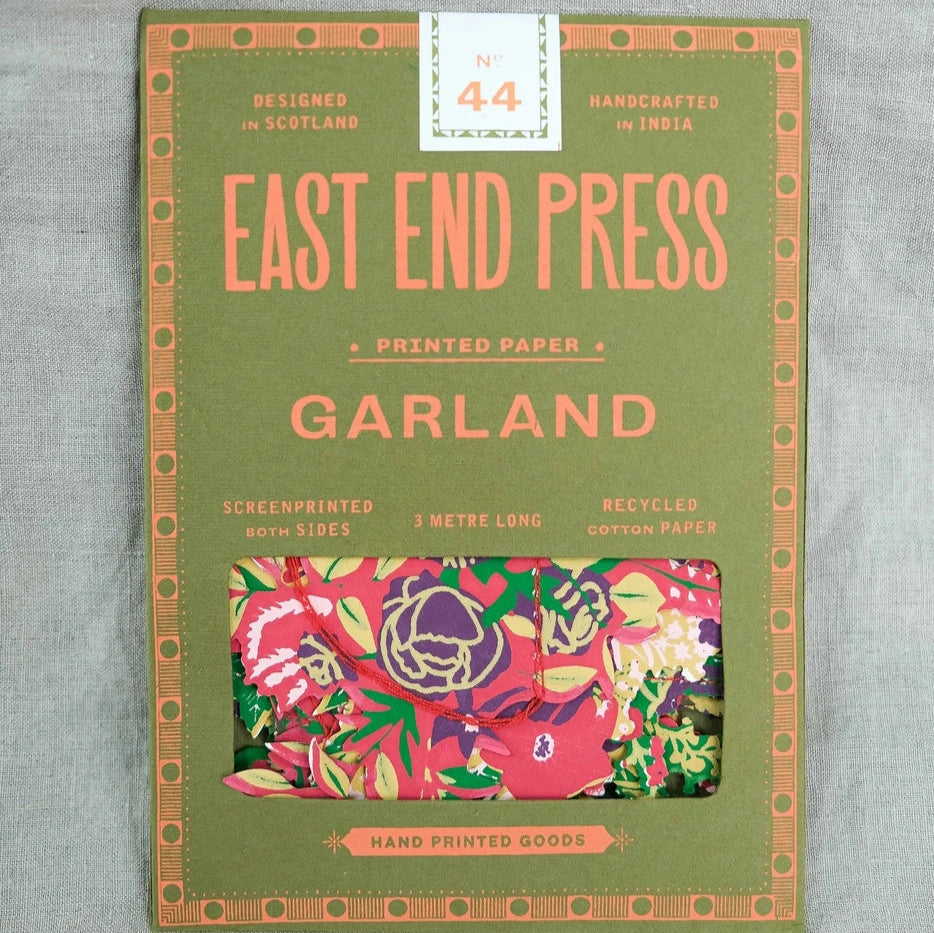 Nº
44
DESIGNED
IN SCOTLAND
HANDCRAFTED
IN INDIA
EAST END PRESS
• PRINTED PAPER •
GARLAND
SCREENPRINTED
BOTH SIDES
3 METRE LONG
RECYCLED
COTTON PAPER
HAND PRINTED GOODS